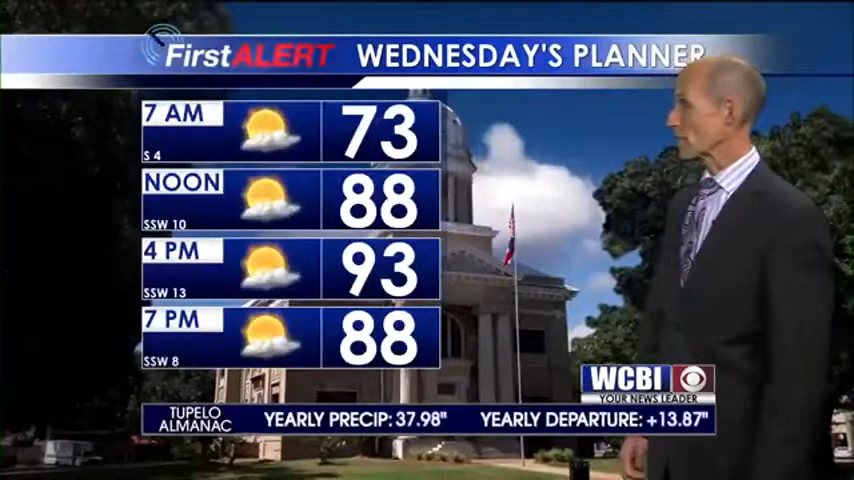 FirstALERT WEDNESDAY'S PLANNER
7 AM
S 4
73
NOON
SSW 10
88
4 PM
SSW 13
93
7 PM
SSW 8
88
WCBI
YOUR NEWS LEADER
TUPELO
ALMANAC
YEARLY PRECIP: 37.98" YEARLY DEPARTURE: +13.87"